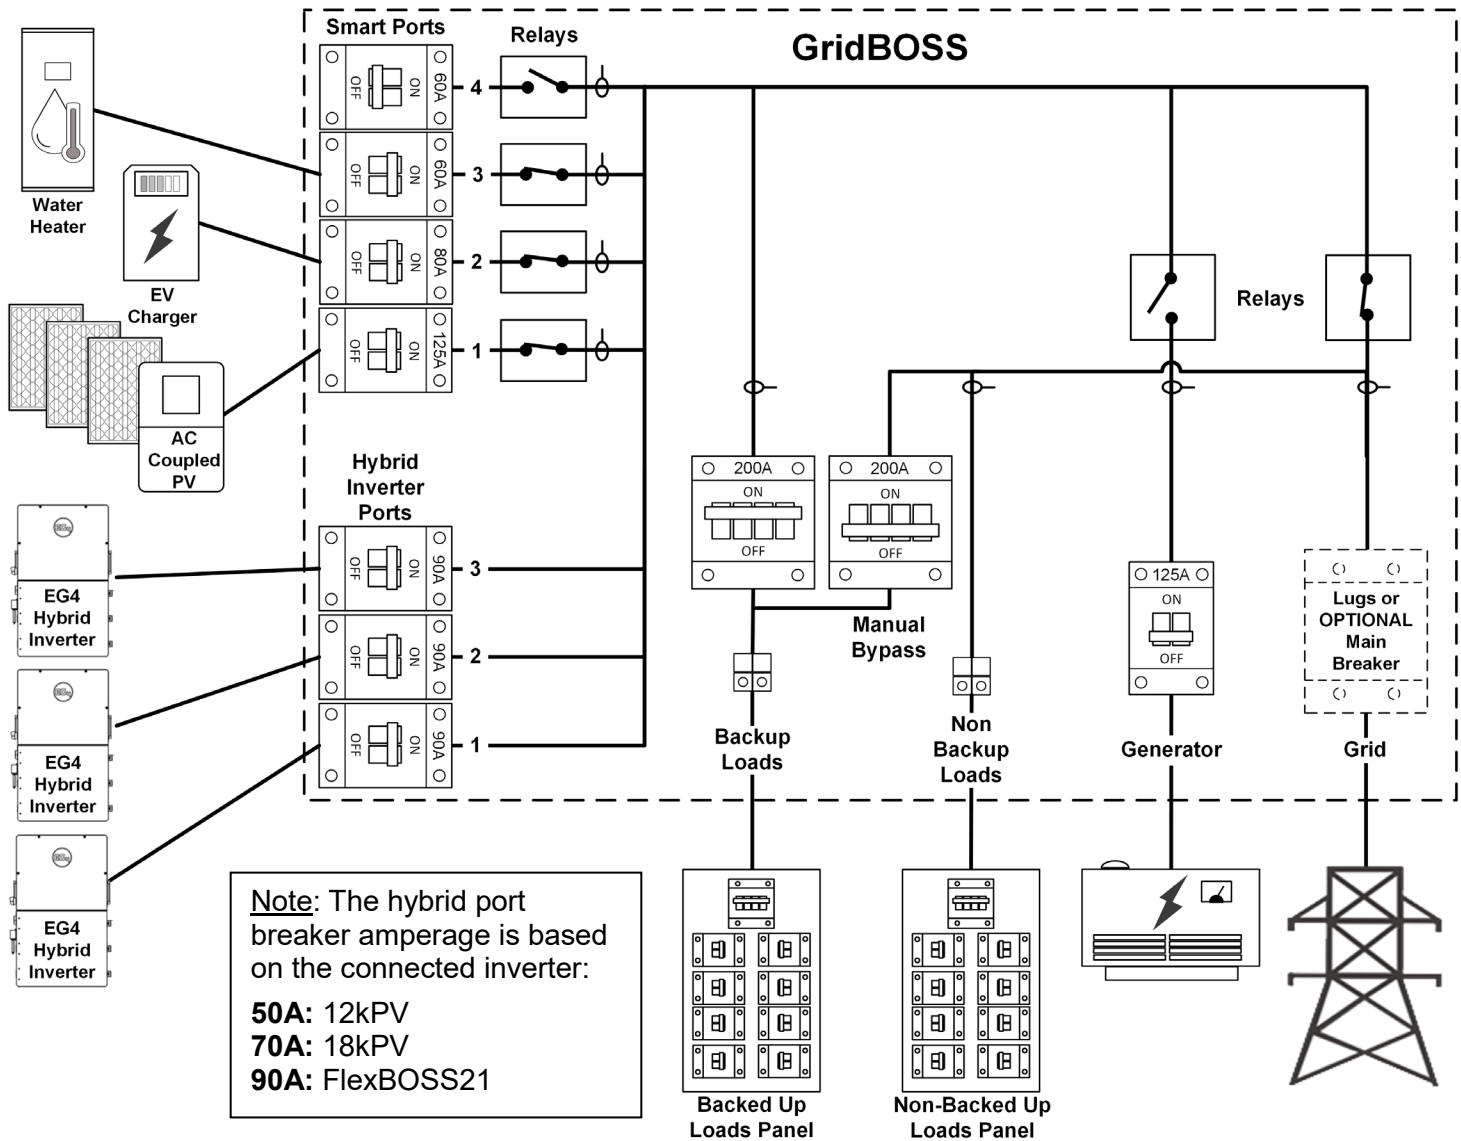 GridBOSS
Smart Ports
Relays
OFF
ON
60A
4
OFF
ON
60A
3
OFF
ON
80A
2
OFF
ON
125A
1
Water
Heater
EV
Charger
AC
Coupled
PV
Relays
Hybrid
Inverter
Ports
OFF
ON
90A
3
OFF
ON
90A
2
OFF
ON
90A
1
EG4
Hybrid
Inverter
EG4
Hybrid
Inverter
EG4
Hybrid
Inverter
200A
ON
OFF
200A
ON
OFF
Manual
Bypass
125A
ON
OFF
Lugs or
OPTIONAL
Main
Breaker
Backup
Loads
Non
Backup
Loads
Generator
Grid
Note: The hybrid port
breaker amperage is based
on the connected inverter:
50A: 12kPV
70A: 18kPV
90A: FlexBOSS21
Backed Up
Loads Panel
Non-Backed Up
Loads Panel